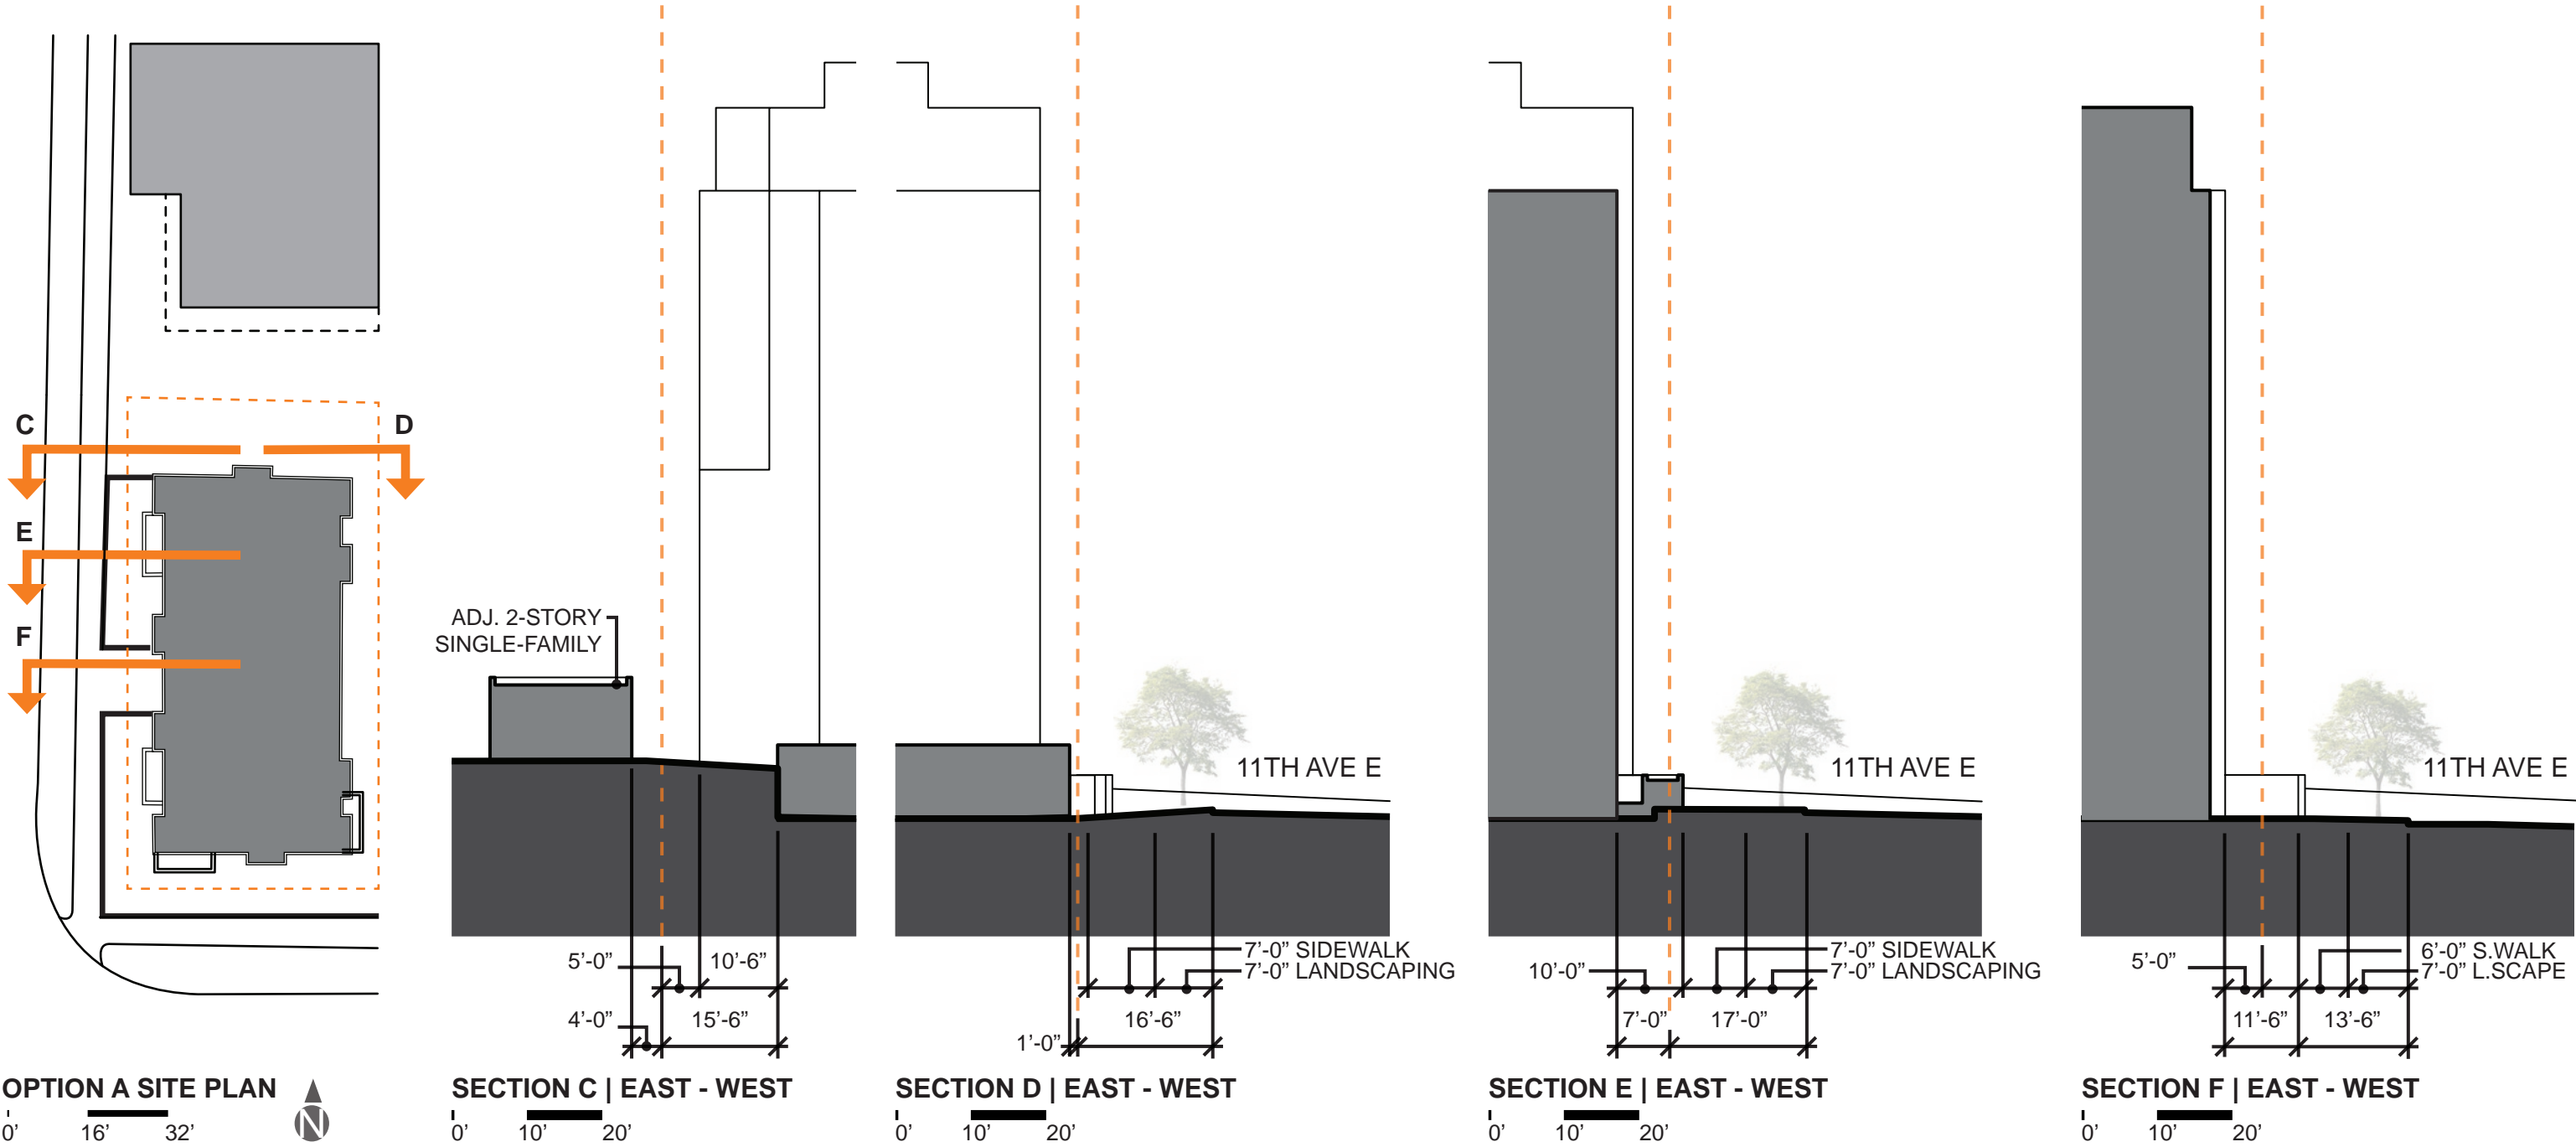 C
D
E
F
ADJ. 2-STORY
SINGLE-FAMILY
11TH AVE E
11TH AVE E
11TH AVE E
5’-0”
10’-6”
4’-0”
15’-6”
7’-0” SIDEWALK
7’-0” LANDSCAPING
16’-6”
1’-0”
10’-0”
7’-0” SIDEWALK
7’-0” LANDSCAPING
7’-0”
17’-0”
5’-0”
6’-0” S.WALK
7’-0” L.SCAPE
11’-6”
13’-6”
OPTION A SITE PLAN
N
0’ 16’ 32’
SECTION C | EAST - WEST
0’ 10’ 20’
SECTION D | EAST - WEST
0’ 10’ 20’
SECTION E | EAST - WEST
0’ 10’ 20’
SECTION F | EAST - WEST
0’ 10’ 20’